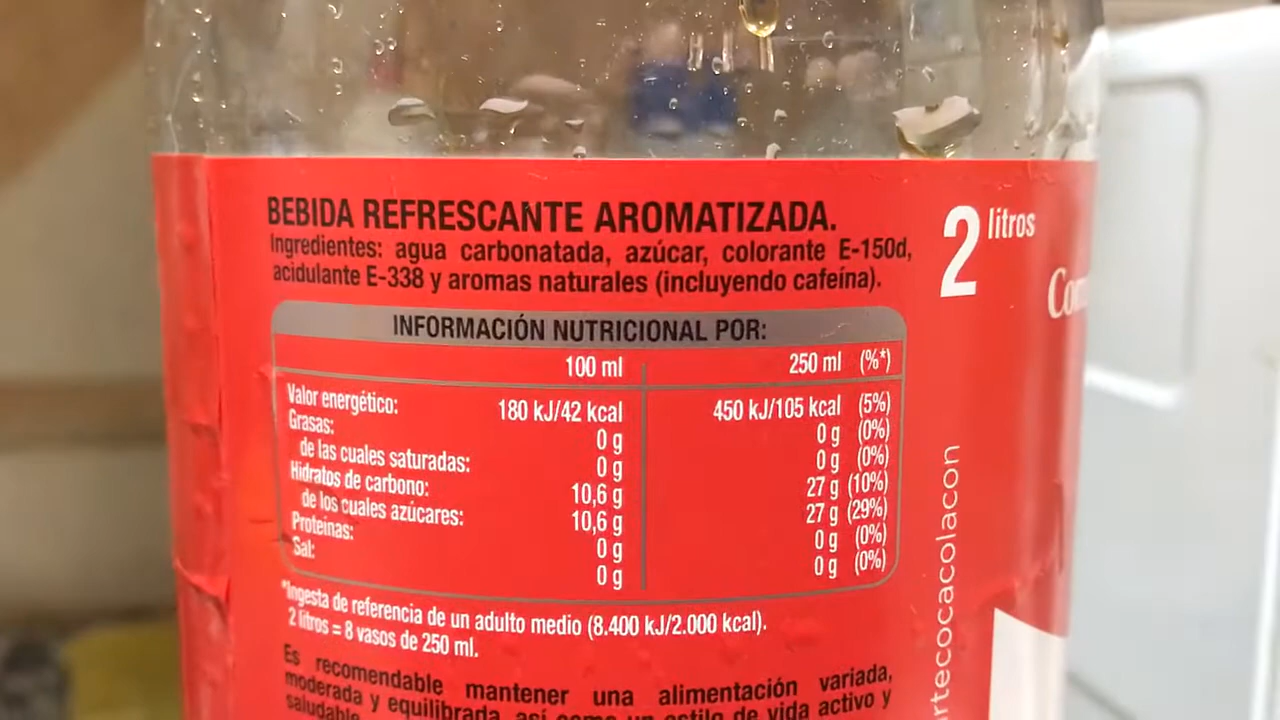 BEBIDA REFRESCANTE AROMATIZADA.
Ingredientes: agua carbonatada, azúcar, colorante E-150d,
acidulante E-338 y aromas naturales (incluyendo cafeína).
2 litros
INFORMACIÓN NUTRICIONAL POR:
100 ml 250 ml (%*)
Valor energético: 180 kJ/42 kcal 450 kJ/105 kcal (5%)
Grasas: 0 g 0 g (0%)
de las cuales saturadas: 0 g 0 g (0%)
Hidratos de carbono: 10,6 g 27 g (10%)
de los cuales azúcares: 10,6 g 27 g (29%)
Proteínas: 0 g 0 g (0%)
Sal: 0 g 0 g (0%)
*Ingesta de referencia de un adulto medio (8.400 kJ/2.000 kcal).
2 litros = 8 vasos de 250 ml.
Es recomendable mantener una alimentación variada,
moderada y equilibrada, así como un estilo de vida activo y
saludable
rtecocacolacon